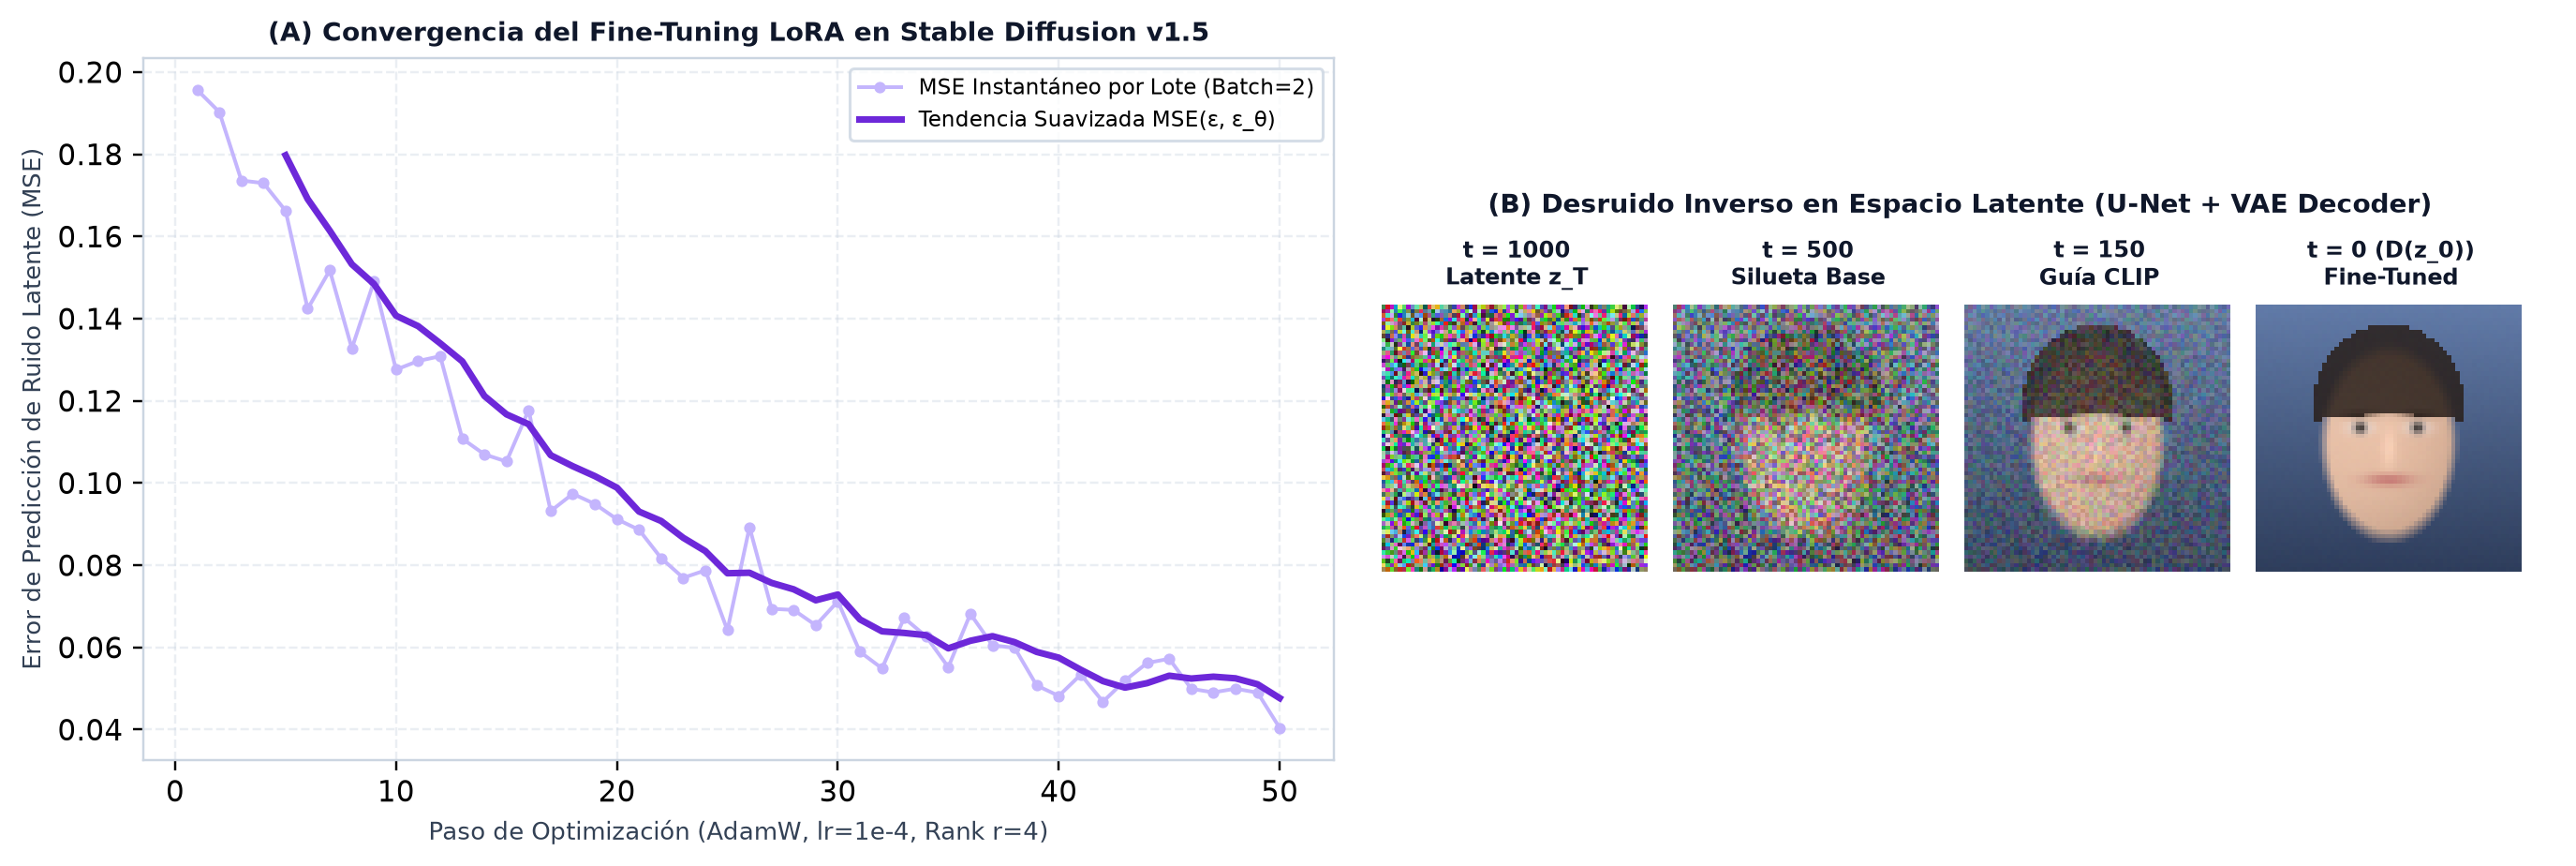 (A) Convergencia del Fine-Tuning LoRA en Stable Diffusion v1.5
Error de Predicción de Ruido Latente (MSE)
0.20
0.18
0.16
0.14
0.12
0.10
0.08
0.06
0.04
MSE Instantáneo por Lote (Batch=2)
Tendencia Suavizada MSE(ε, ε_θ)
0 10 20 30 40 50
Paso de Optimización (AdamW, lr=1e-4, Rank r=4)
(B) Desruido Inverso en Espacio Latente (U-Net + VAE Decoder)
t = 1000
Latente z_T
t = 500
Silueta Base
t = 150
Guía CLIP
t = 0 (D(z_0))
Fine-Tuned